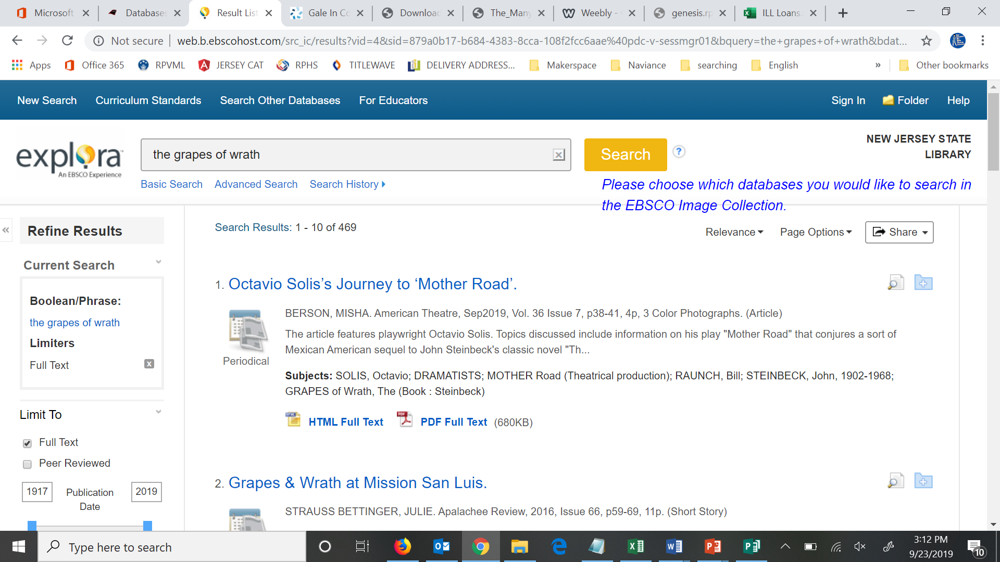 Microsoft
Databases
Result List
Gale In Co
Download
The_Many
Weebly -
genesis.rp
ILL Loans.
Not secure
web.b.ebscohost.com/src_ic/results?vid=4&sid=879a0b17-b684-4383-8cca-108f2fcc6aae%40pdc-v-sessmgr01&bquery=the+grapes+of+wrath&bdat...
Apps
Office 365
RPVML
JERSEY CAT
RPHS
TITLEWAVE
DELIVERY ADDRESS...
Makerspace
Naviance
searching
English
»
Other bookmarks
New Search
Curriculum Standards
Search Other Databases
For Educators
Sign In
Folder
Help
explora
An EBSCO Experience
the grapes of wrath
Search
?
NEW JERSEY STATE
LIBRARY
Basic Search
Advanced Search
Search History
Please choose which databases you would like to search in
the EBSCO Image Collection.
«
Refine Results
Current Search
Boolean/Phrase:
the grapes of wrath
Limiters
Full Text
x
Limit To
Full Text
Peer Reviewed
1917
Publication
Date
2019
Search Results: 1 - 10 of 469
Relevance
Page Options
Share
1. Octavio Solis’s Journey to ‘Mother Road’.
Periodical
BERSON, MISHA. American Theatre, Sep2019, Vol. 36 Issue 7, p38-41, 4p, 3 Color Photographs. (Article)
The article features playwright Octavio Solis. Topics discussed include information on his play "Mother Road" that conjures a sort of
Mexican American sequel to John Steinbeck's classic novel "Th...
Subjects: SOLIS, Octavio; DRAMATISTS; MOTHER Road (Theatrical production); RAUNCH, Bill; STEINBECK, John, 1902-1968;
GRAPES of Wrath, The (Book : Steinbeck)
HTML Full Text
PDF Full Text (680KB)
2. Grapes & Wrath at Mission San Luis.
STRAUSS BETTINGER, JULIE. Apalachee Review, 2016, Issue 66, p59-69, 11p. (Short Story)
Type here to search
3:12 PM
9/23/2019
10